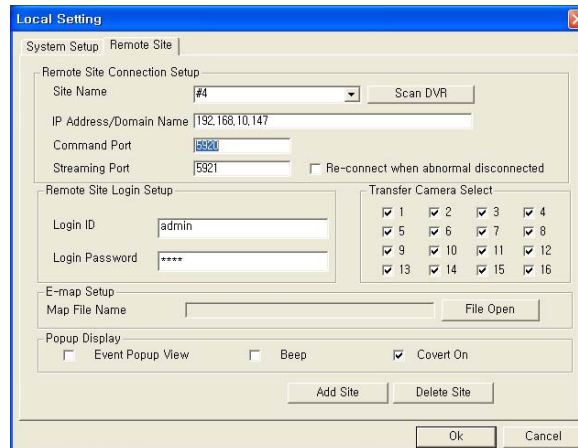 Local Setting
System Setup Remote Site
Remote Site Connection Setup
Site Name #4 Scan DVR
IP Address/Domain Name 192,168,10,147
Command Port 5920
Streaming Port 5921 Re-connect when abnormal disconnected
Remote Site Login Setup Transfer Camera Select
1 2 3 4
Login ID admin 5 6 7 8
9 10 11 12
Login Password **** 13 14 15 16
E-map Setup
Map File Name File Open
Popup Display
Event Popup View Beep Covert On
Add Site Delete Site
Ok Cancel